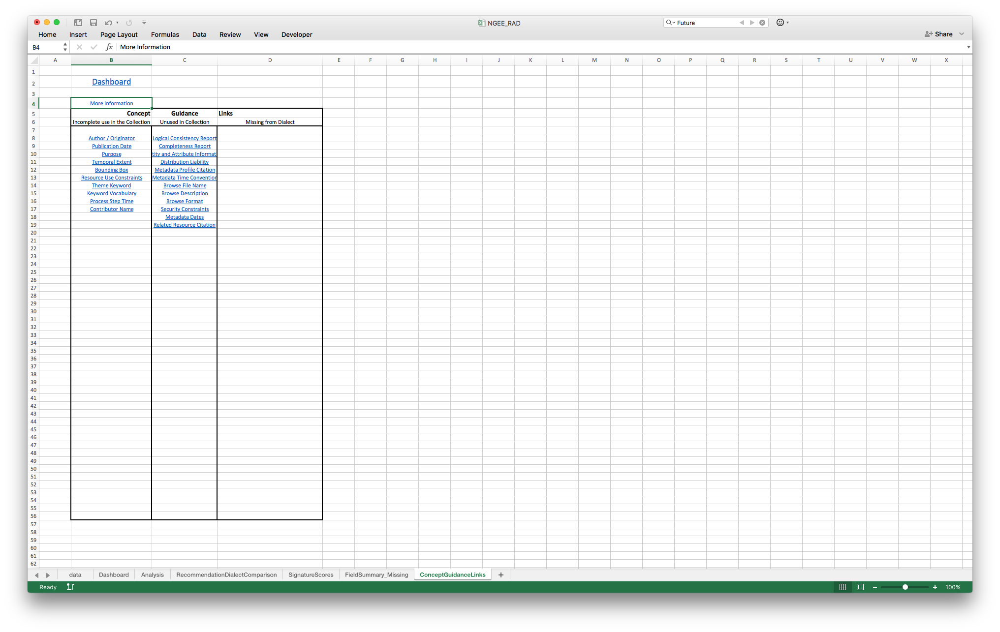 NGEE_RAD
Future
Home Insert Page Layout Formulas Data Review View Developer
Share
B4 fx More Information
A B C D E F G H I J K L M N O P Q R S T U V W X
1
2 Dashboard
3
4 More Information
5 Concept Guidance Links
6 Incomplete use in the Collection Unused in Collection Missing from Dialect
7
8 Author / Originator Logical Consistency Report
9 Publication Date Completeness Report
10 Purpose tity and Attribute Informat
11 Temporal Extent Distribution Liability
12 Bounding Box Metadata Profile Citation
13 Resource Use Constraints Metadata Time Convention
14 Theme Keyword Browse File Name
15 Keyword Vocabulary Browse Description
16 Process Step Time Browse Format
17 Contributor Name Security Constraints
18 Metadata Dates
19 Related Resource Citation
20
21
22
23
24
25
26
27
28
29
30
31
32
33
34
35
36
37
38
39
40
41
42
43
44
45
46
47
48
49
50
51
52
53
54
55
56
57
58
59
60
61
62
data Dashboard Analysis RecommendationDialectComparison SignatureScores FieldSummary_Missing ConceptGuidanceLinks +
Ready 100%